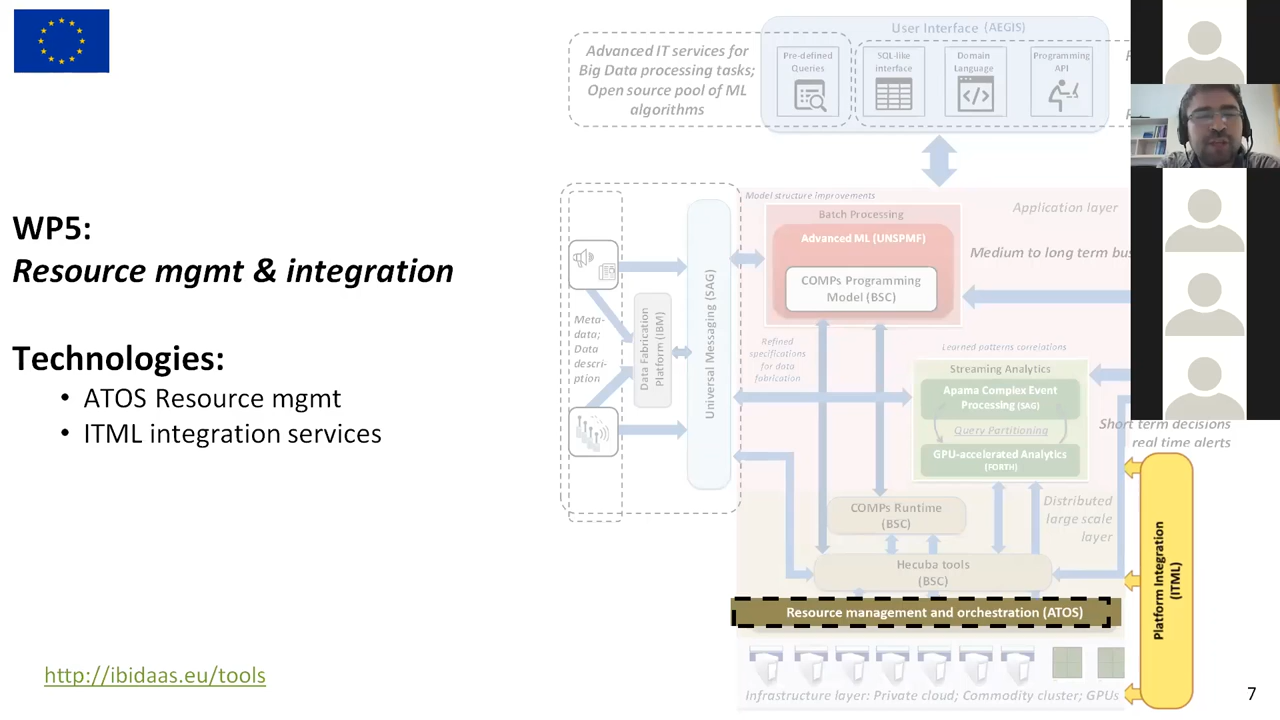 WP5:
Resource mgmt & integration
Technologies:
• ATOS Resource mgmt
• ITML integration services
http://ibidaas.eu/tools
Advanced IT services for
Big Data processing tasks;
Open source pool of ML
algorithms
User Interface (AEGIS)
Pre-defined
Queries
SQL-like
interface
Domain
Language
Programming
API
Model structure improvements
Application layer
Batch Processing
Advanced ML (UNSPMF)
COMPs Programming
Model (BSC)
Medium to long term bus
Meta-
data;
Data
descri-
ption
Data Fabrication
Platform (IBM)
Universal Messaging (SAG)
Refined
specifications
for data
fabrication
Learned patterns correlations
Streaming Analytics
Apama Complex Event
Processing (SAG)
Query Partitioning
GPU-accelerated Analytics
(FORTH)
Short term decisions
real time alerts
COMPs Runtime
(BSC)
Distributed
large scale
layer
Hecuba tools
(BSC)
Resource management and orchestration (ATOS)
Infrastructure layer: Private cloud; Commodity cluster; GPUs
Platform Integration
(ITML)
7